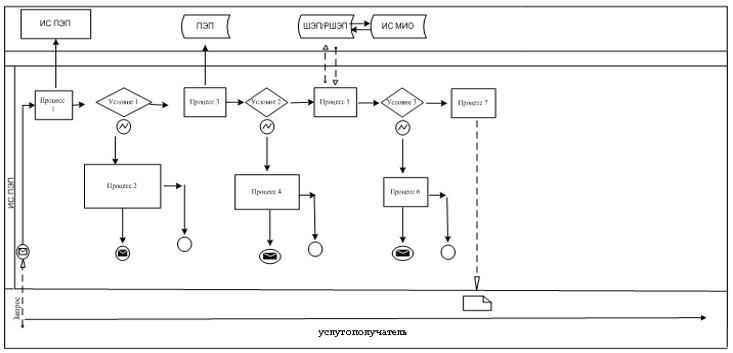 ИС ПЭП
ПЭП
ШЭП/РШЭП
ИС МИО
Процесс
1
Условие 1
Процесс 3
Условие 2
Процесс 5
Условие 3
Процесс 7
Процесс 2
Процесс 4
Процесс 6
ИС ПЭП
Запрос
услугополучатель